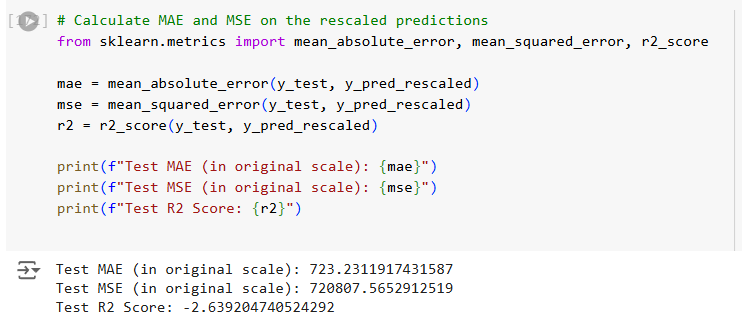 # Calculate MAE and MSE on the rescaled predictions
from sklearn.metrics import mean_absolute_error, mean_squared_error, r2_score
mae = mean_absolute_error(y_test, y_pred_rescaled)
mse = mean_squared_error(y_test, y_pred_rescaled)
r2 = r2_score(y_test, y_pred_rescaled)
print(f"Test MAE (in original scale): {mae}")
print(f"Test MSE (in original scale): {mse}")
print(f"Test R2 Score: {r2}")
Test MAE (in original scale): 723.2311917431587
Test MSE (in original scale): 720807.5652912519
Test R2 Score: -2.639204740524292